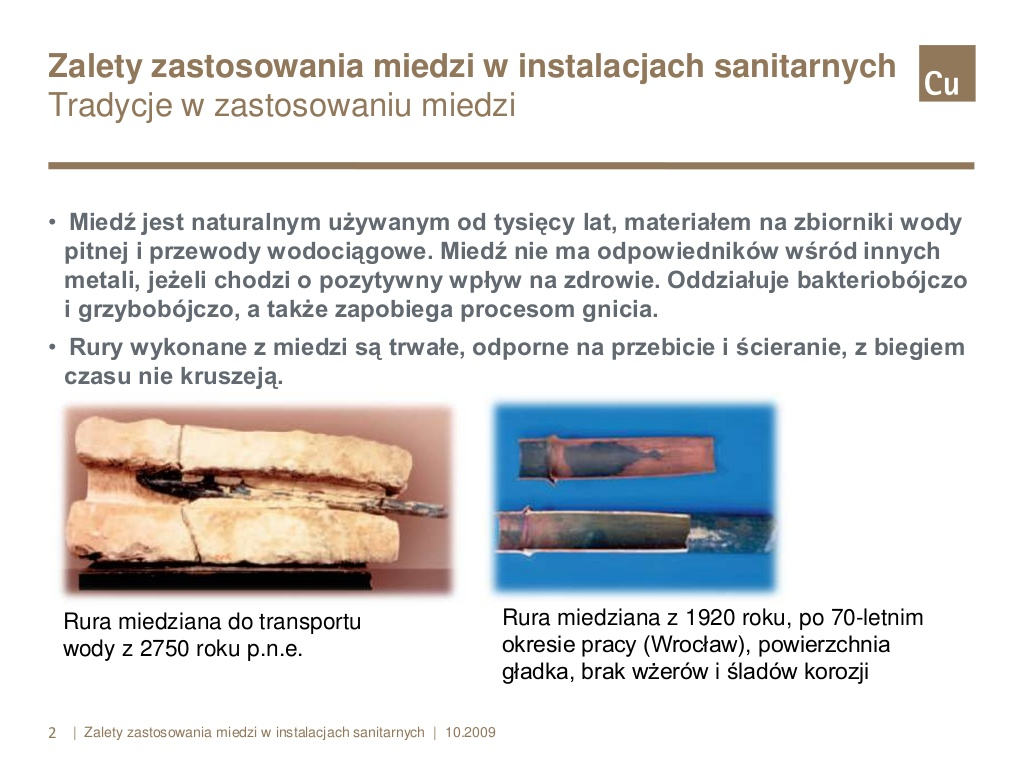 Zalety zastosowania miedzi w instalacjach sanitarnych
Tradycje w zastosowaniu miedzi
Cu
• Miedź jest naturalnym używanym od tysięcy lat, materiałem na zbiorniki wody
pitnej i przewody wodociągowe. Miedź nie ma odpowiedników wśród innych
metali, jeżeli chodzi o pozytywny wpływ na zdrowie. Oddziałuje bakteriobójczo
i grzybobójczo, a także zapobiega procesom gnicia.
• Rury wykonane z miedzi są trwałe, odporne na przebicie i ścieranie, z biegiem
czasu nie kruszeją.
Rura miedziana do transportu
wody z 2750 roku p.n.e.
Rura miedziana z 1920 roku, po 70-letnim
okresie pracy (Wrocław), powierzchnia
gładka, brak wżerów i śladów korozji
2 | Zalety zastosowania miedzi w instalacjach sanitarnych | 10.2009